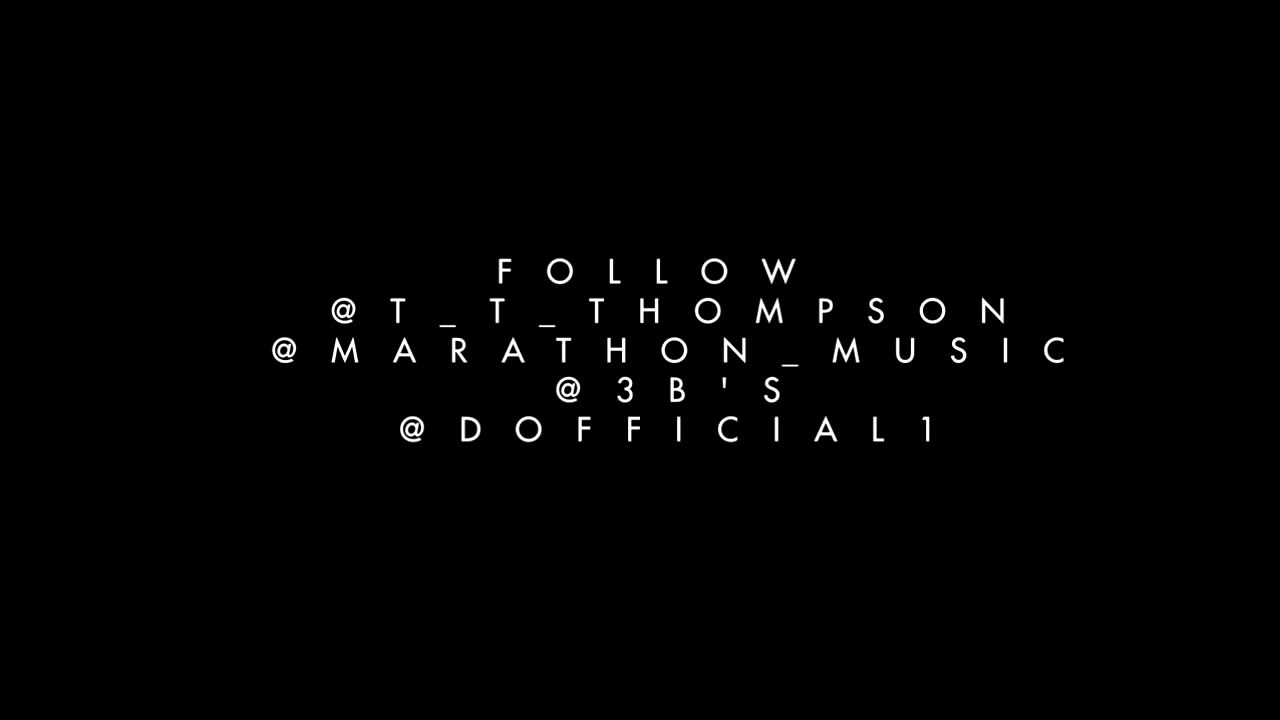 FOLLOW
@T_T_THOMPSON
@MARATHON_MUSIC
@3B'S
@DOFFICIAL1